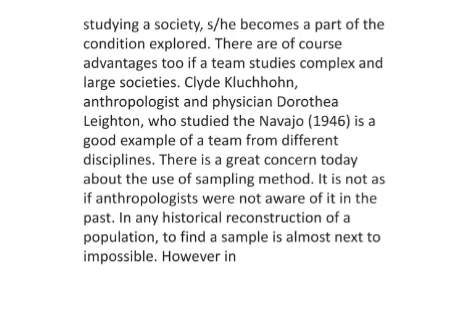 studying a society, s/he becomes a part of the
condition explored. There are of course
advantages too if a team studies complex and
large societies. Clyde Kluchhohn,
anthropologist and physician Dorothea
Leighton, who studied the Navajo (1946) is a
good example of a team from different
disciplines. There is a great concern today
about the use of sampling method. It is not as
if anthropologists were not aware of it in the
past. In any historical reconstruction of a
population, to find a sample is almost next to
impossible. However in